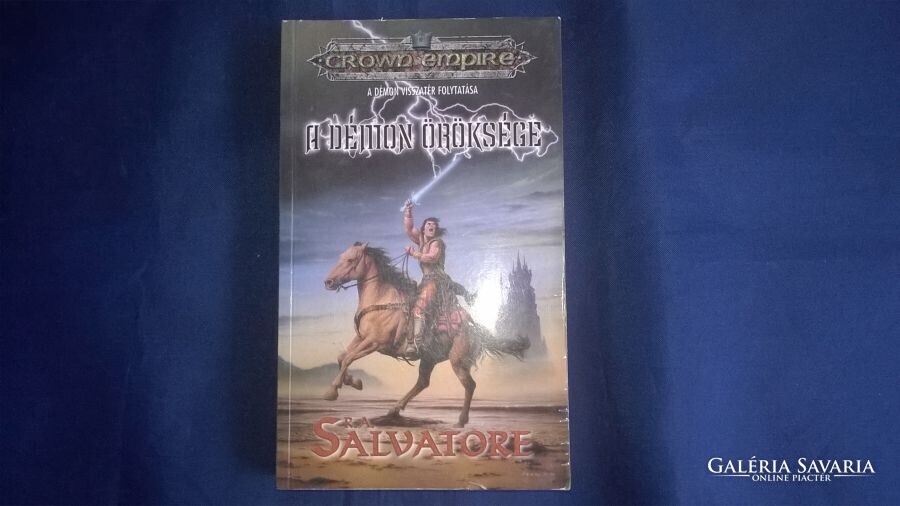 CROWN EMPIRE
A DÉMON VISSZATÉR FOLYTATÁSA
A DÉMON ÖRÖKSÉGE
R.A.
SALVATORE
GALÉRIA SAVARIA
ONLINE PIACTÉR